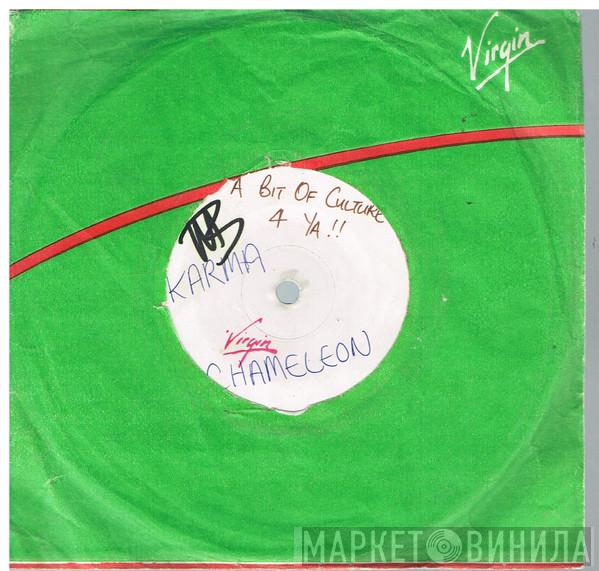 Virgin
A BIT OF CULTURE
4 YA!!
KARMA
Virgin
CHAMELEON
МАРКЕТ ВИНИЛА